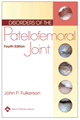 DISORDERS OF THE
Patellofemoral
Joint
Fourth Edition
John P. Fulkerson